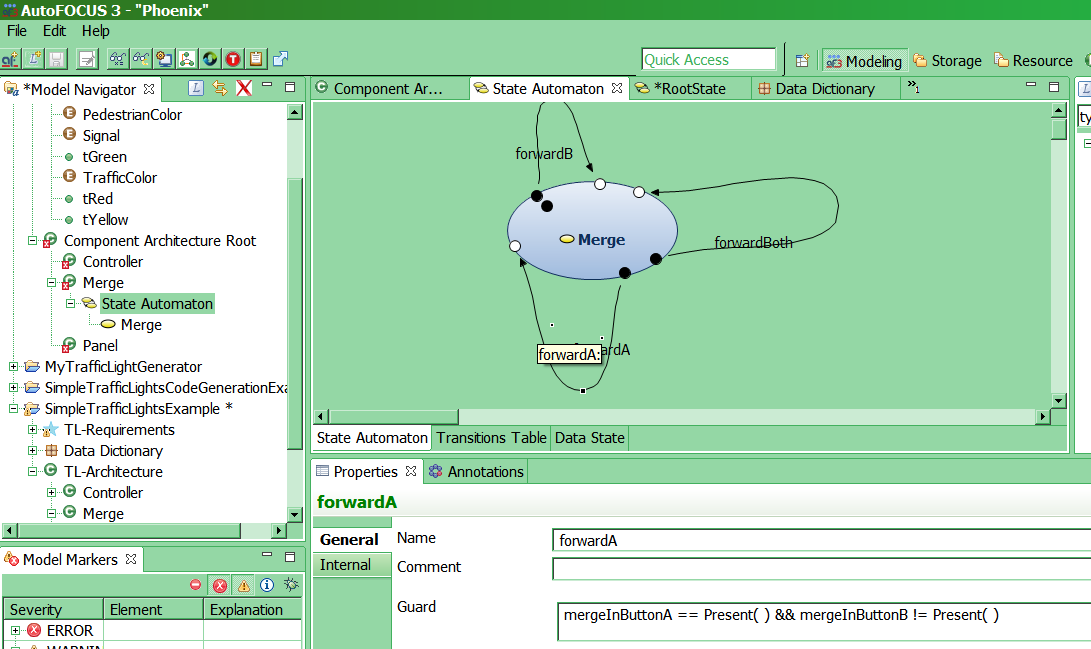 AutoFOCUS 3 - "Phoenix"
File Edit Help
Quick Access
Modeling
Storage
Resource
*Model Navigator
Component Ar...
State Automaton
*RootState
Data Dictionary
»1
PedestrianColor
Signal
tGreen
TrafficColor
tRed
tYellow
Component Architecture Root
Controller
Merge
State Automaton
Merge
Panel
MyTrafficLightGenerator
SimpleTrafficLightsCodeGenerationExa
SimpleTrafficLightsExample *
TL-Requirements
Data Dictionary
TL-Architecture
Controller
Merge
forwardB
Merge
forwardBoth
forwardA:
wardA
ty
State Automaton Transitions Table Data State
Properties Annotations
forwardA
General
Internal
Name forwardA
Comment
Guard mergeInButtonA == Present( ) && mergeInButtonB != Present( )
Model Markers
Severity Element Explanation
ERROR